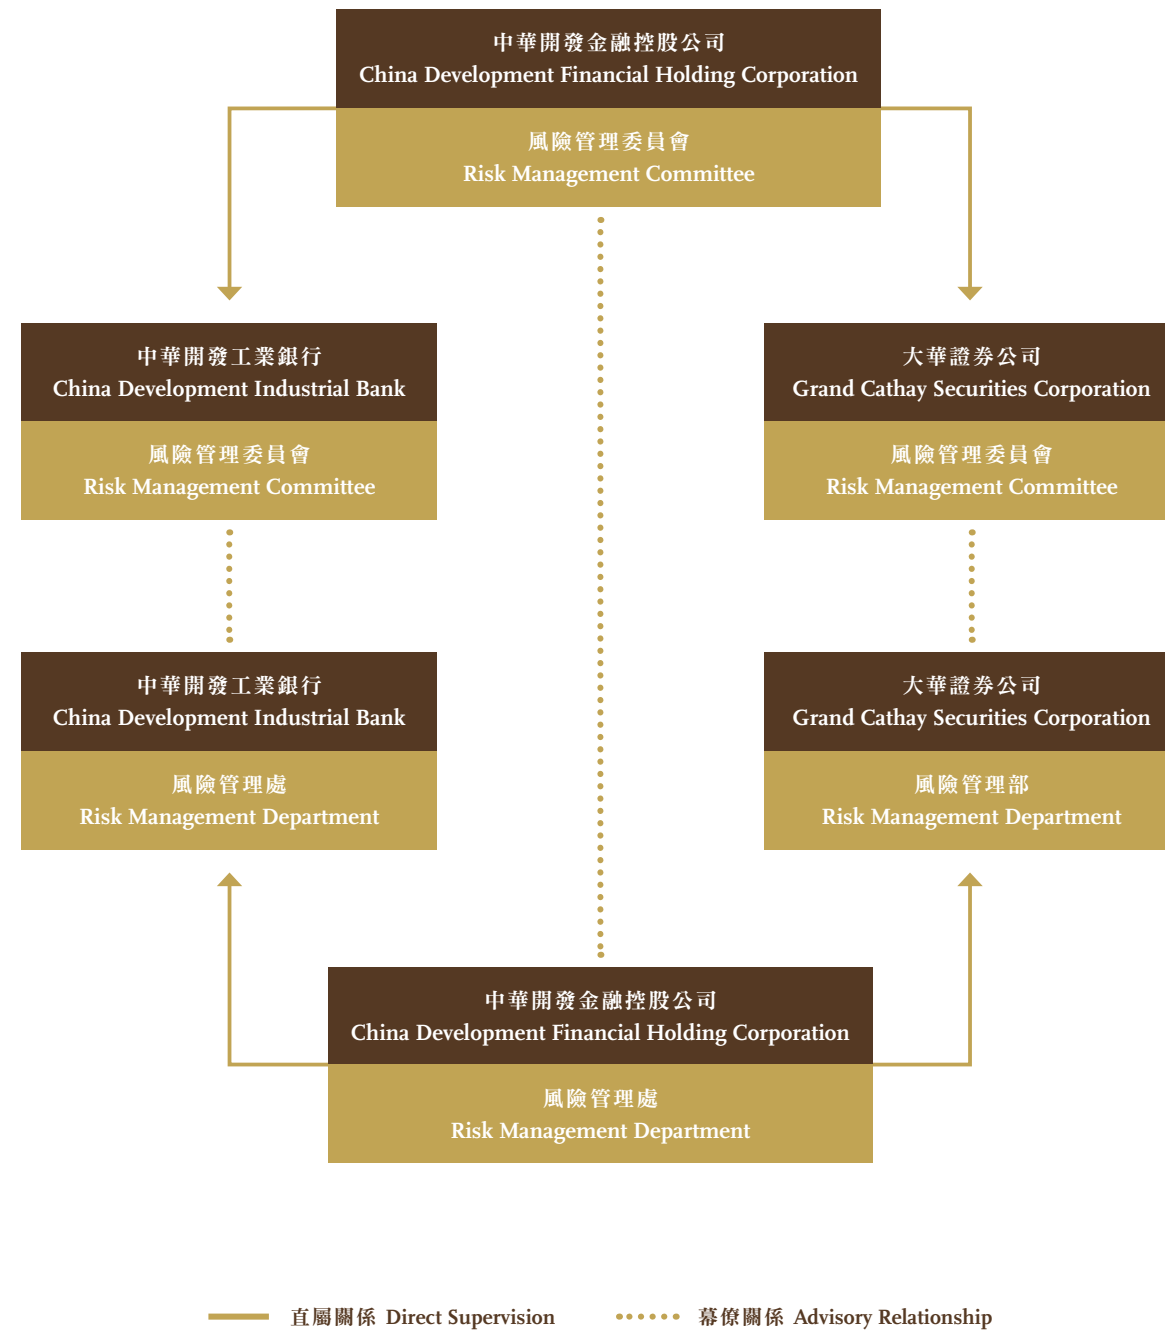 中華開發金融控股公司
China Development Financial Holding Corporation
風險管理委員會
Risk Management Committee
中華開發工業銀行
China Development Industrial Bank
風險管理委員會
Risk Management Committee
大華證券公司
Grand Cathay Securities Corporation
風險管理委員會
Risk Management Committee
中華開發工業銀行
China Development Industrial Bank
風險管理處
Risk Management Department
大華證券公司
Grand Cathay Securities Corporation
風險管理部
Risk Management Department
中華開發金融控股公司
China Development Financial Holding Corporation
風險管理處
Risk Management Department
直屬關係 Direct Supervision
幕僚關係 Advisory Relationship